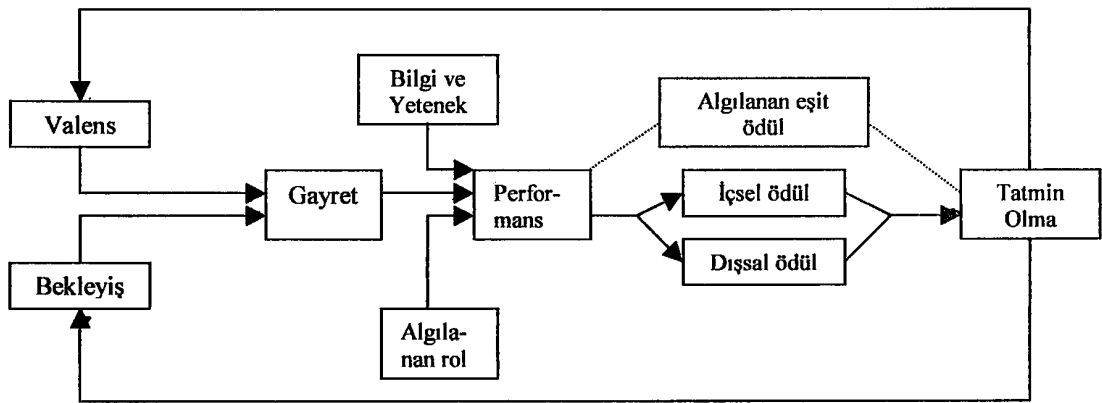 Valens
Bekleyiş
Gayret
Bilgi ve
Yetenek
Algıla-
nan rol
Perfor-
mans
Algılanan eşit
ödül
İçsel ödül
Dışsal ödül
Tatmin
Olma